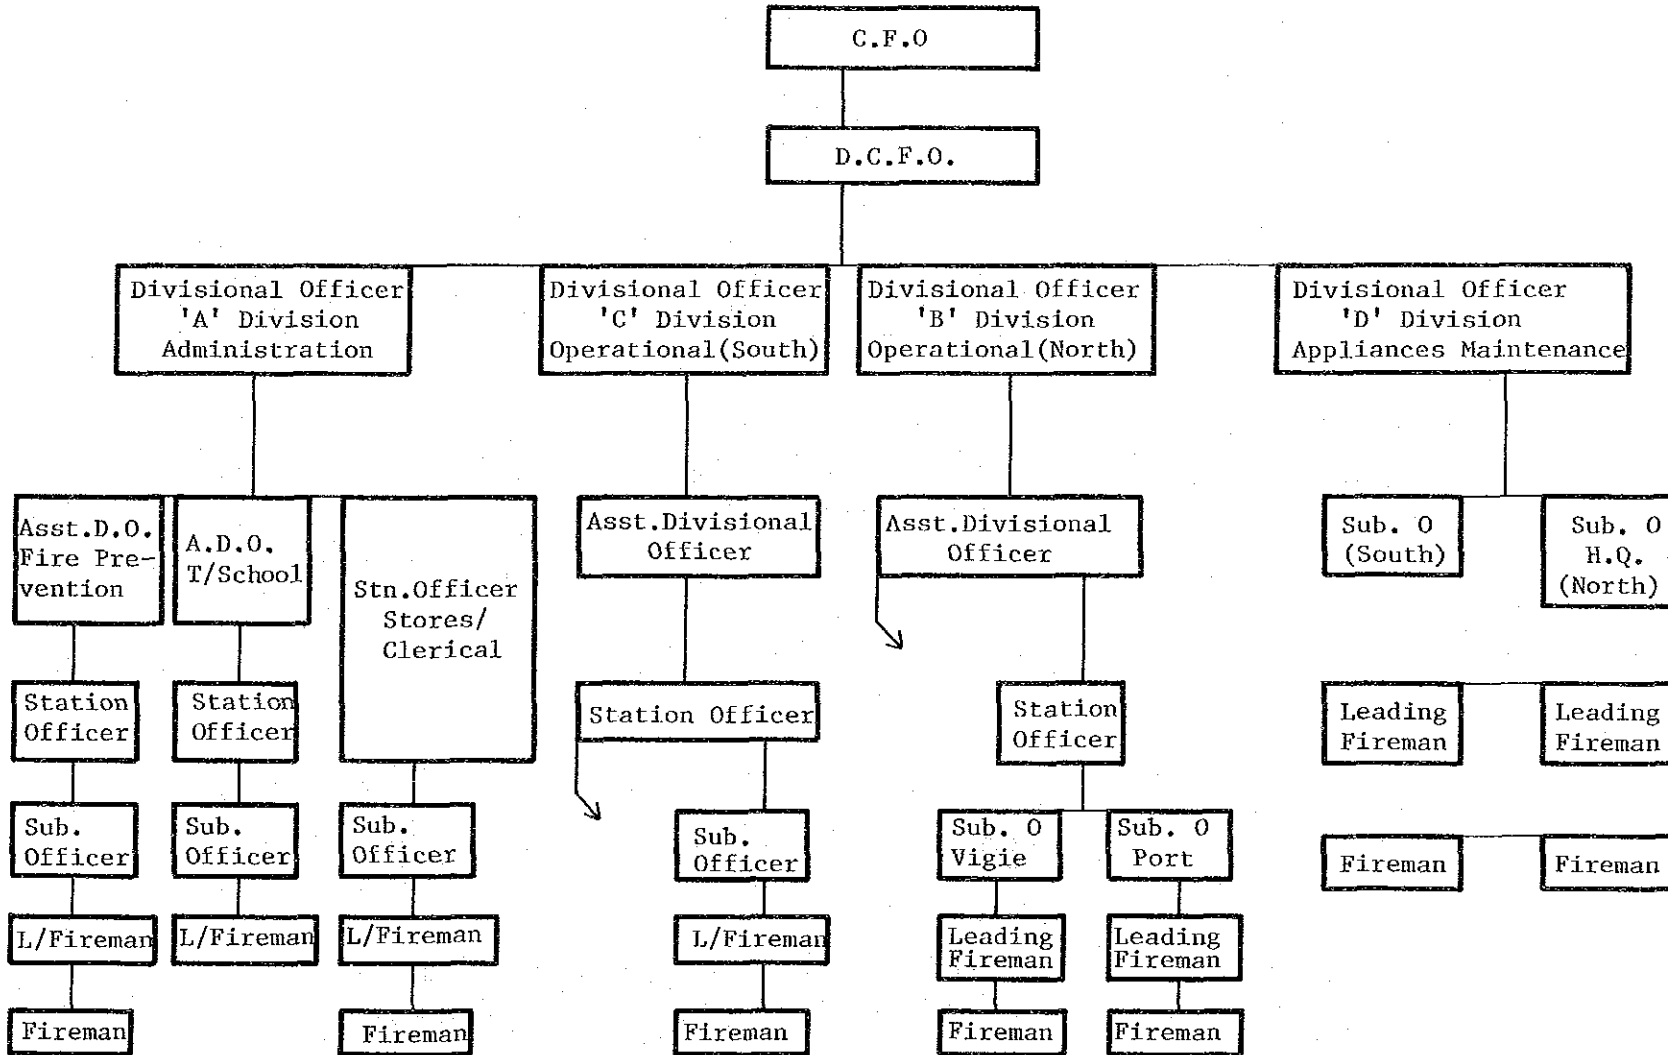 C.F.O
D.C.F.O.
Divisional Officer
'A' Division
Administration
Divisional Officer
'C' Division
Operational(South)
Divisional Officer
'B' Division
Operational(North)
Divisional Officer
'D' Division
Appliances Maintenance
Asst.D.O.
Fire Pre-
vention
A.D.O.
T/School
Stn.Officer
Stores/
Clerical
Asst.Divisional
Officer
Asst.Divisional
Officer
Sub. O
(South)
Sub. O
H.Q.
(North)
Station
Officer
Station
Officer
Station Officer
Station
Officer
Leading
Fireman
Leading
Fireman
Sub.
Officer
Sub.
Officer
Sub.
Officer
Sub.
Officer
Sub. O
Vigie
Sub. O
Port
Fireman
Fireman
L/Fireman
L/Fireman
L/Fireman
L/Fireman
Leading
Fireman
Leading
Fireman
Fireman
Fireman
Fireman
Fireman
Fireman